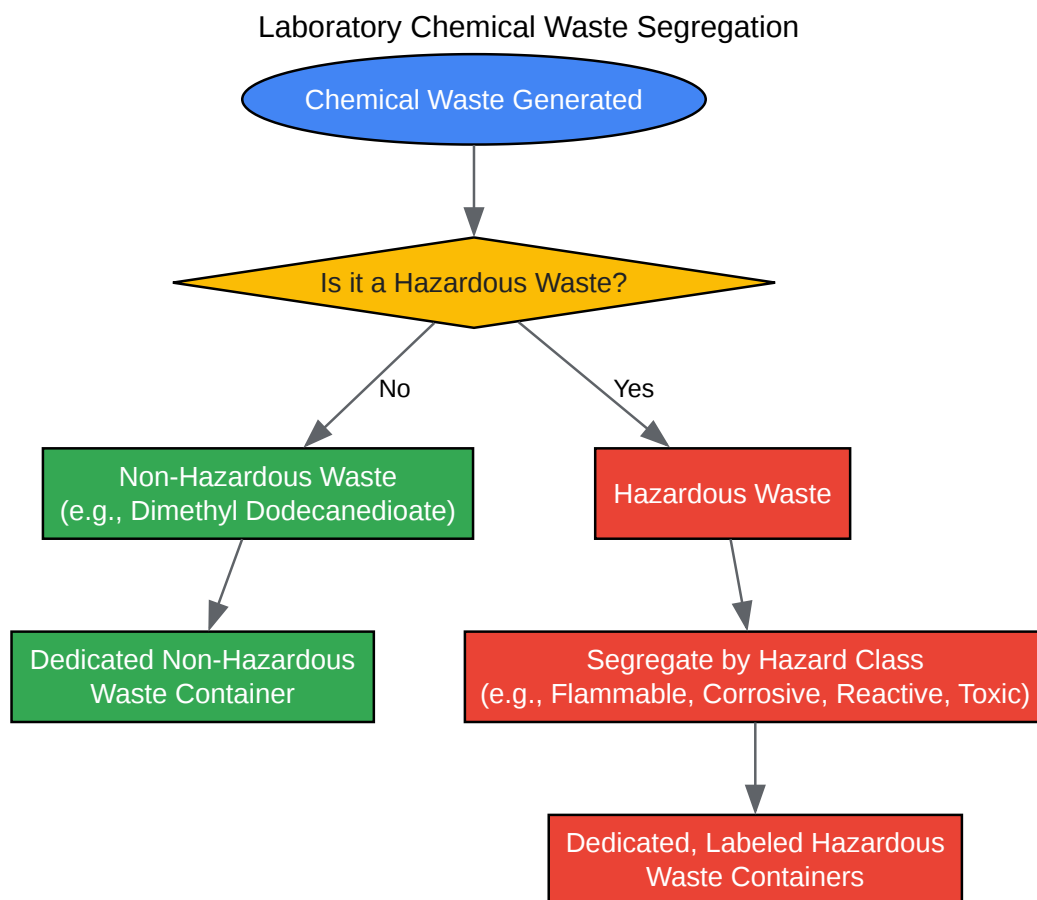 Laboratory Chemical Waste Segregation
Chemical Waste Generated
Is it a Hazardous Waste?
No
Yes
Non-Hazardous Waste
(e.g., Dimethyl Dodecanedioate)
Hazardous Waste
Dedicated Non-Hazardous
Waste Container
Segregate by Hazard Class
(e.g., Flammable, Corrosive, Reactive, Toxic)
Dedicated, Labeled Hazardous
Waste Containers